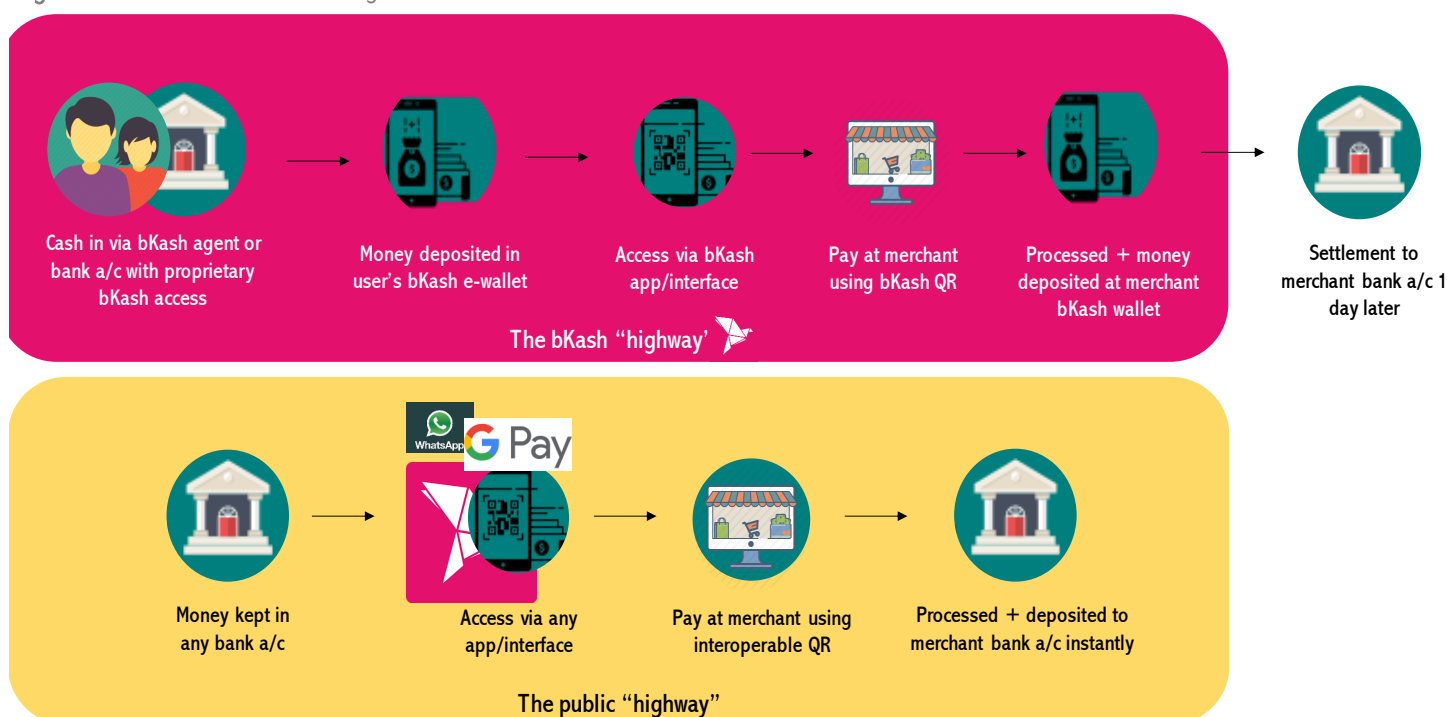 Cash in via bKash agent or
bank a/c with proprietary
bKash access
Money deposited in
user's bKash e-wallet
Access via bKash
app/interface
Pay at merchant
using bKash QR
Processed + money
deposited at merchant
bKash wallet
Settlement to
merchant bank a/c 1
day later
The bKash “highway’
WhatsApp
G Pay
Money kept in
any bank a/c
Access via any
app/interface
Pay at merchant using
interoperable QR
Processed + deposited to
merchant bank a/c instantly
The public “highway”